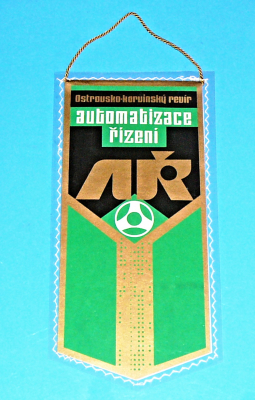 Ostravsko-karvinský revír
automatizace
řízení
AŘ